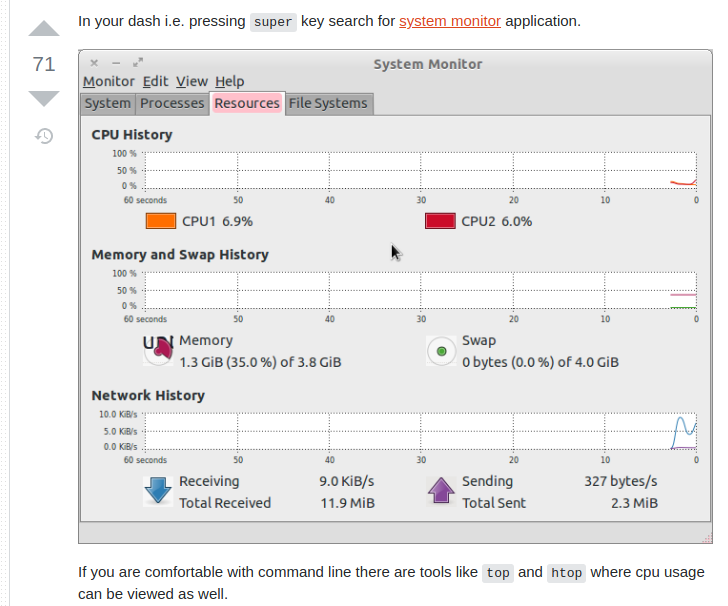 In your dash i.e. pressing super key search for system monitor application.
71
System Monitor
Monitor Edit View Help
System Processes Resources File Systems
CPU History
100 %
50 %
0 %
60 seconds 50 40 30 20 10 0
CPU1 6.9% CPU2 6.0%
Memory and Swap History
100 %
50 %
0 %
60 seconds 50 40 30 20 10 0
Memory Swap
1.3 GiB (35.0 %) of 3.8 GiB 0 bytes (0.0 %) of 4.0 GiB
Network History
10.0 KiB/s
5.0 KiB/s
0.0 KiB/s
60 seconds 50 40 30 20 10 0
Receiving 9.0 KiB/s Sending 327 bytes/s
Total Received 11.9 MiB Total Sent 2.3 MiB
If you are comfortable with command line there are tools like top and htop where cpu usage
can be viewed as well.